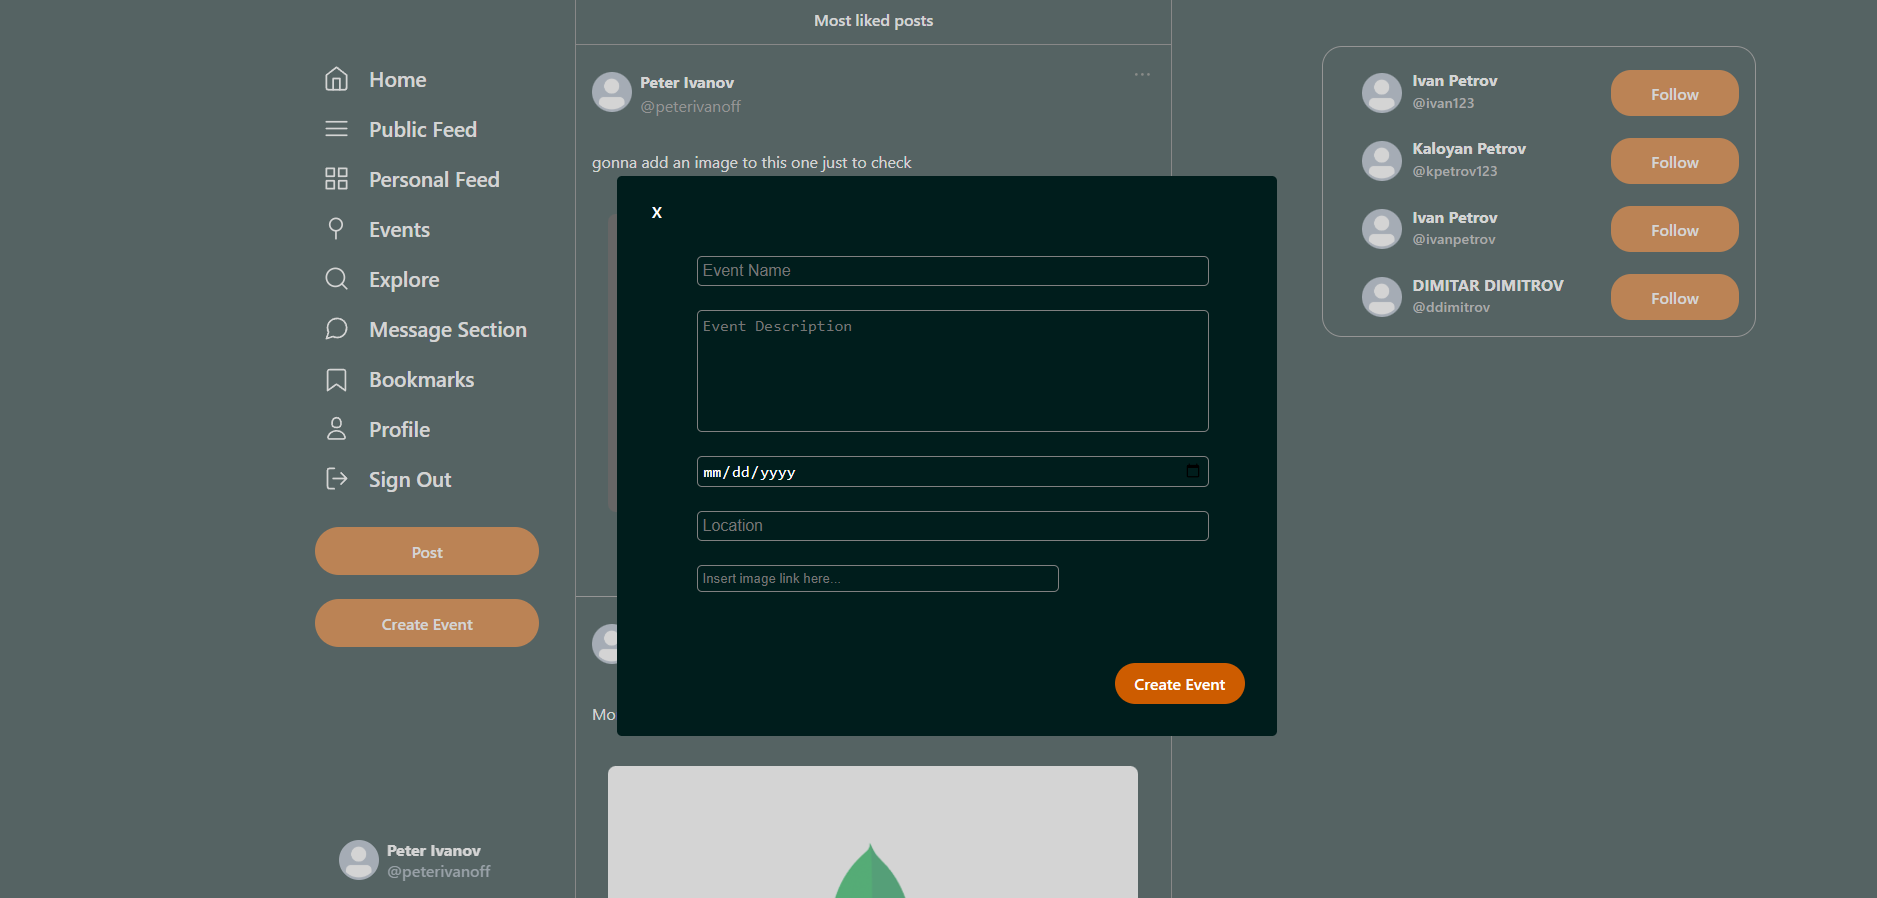 Most liked posts
Home
Public Feed
Personal Feed
Events
Explore
Message Section
Bookmarks
Profile
Sign Out
Post
Create Event
Peter Ivanov
@peterivanoff
Peter Ivanov
@peterivanoff
gonna add an image to this one just to check
X
Event Name
Event Description
mm/dd/yyyy
Location
Insert image link here...
Create Event
Mo
Ivan Petrov
@ivan123
Follow
Kaloyan Petrov
@kpetrov123
Follow
Ivan Petrov
@ivanpetrov
Follow
DIMITAR DIMITROV
@ddimitrov
Follow